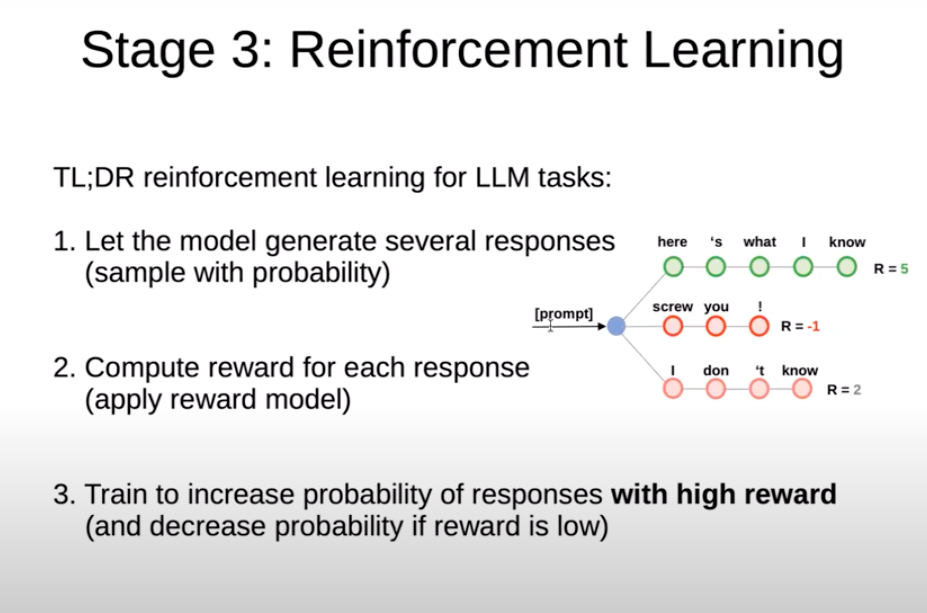 Stage 3: Reinforcement Learning
TL;DR reinforcement learning for LLM tasks:
1. Let the model generate several responses
(sample with probability)
here 's what I know
R = 5
[prompt]
screw you !
R = -1
2. Compute reward for each response
(apply reward model)
I don 't know
R = 2
3. Train to increase probability of responses with high reward
(and decrease probability if reward is low)